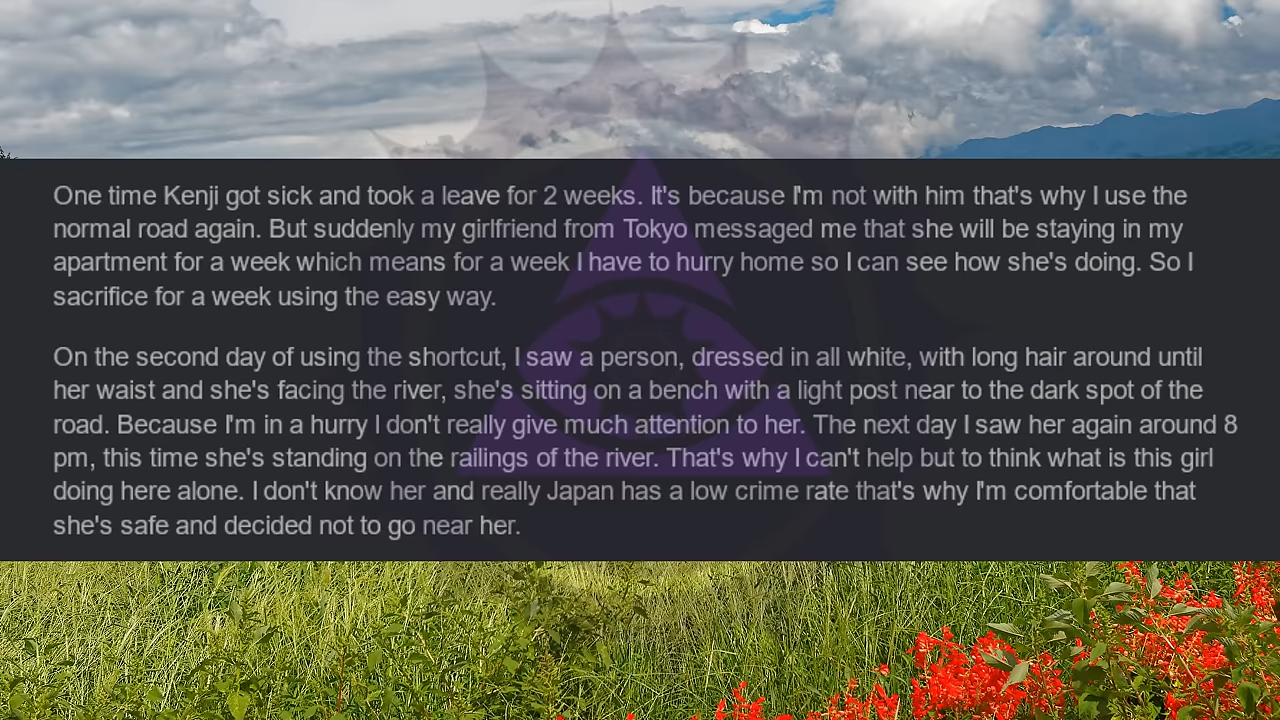 One time Kenji got sick and took a leave for 2 weeks. It's because I'm not with him that's why I use the
normal road again. But suddenly my girlfriend from Tokyo messaged me that she will be staying in my
apartment for a week which means for a week I have to hurry home so I can see how she's doing. So I
sacrifice for a week using the easy way.
On the second day of using the shortcut, I saw a person, dressed in all white, with long hair around until
her waist and she's facing the river, she's sitting on a bench with a light post near to the dark spot of the
road. Because I'm in a hurry I don't really give much attention to her. The next day I saw her again around 8
pm, this time she's standing on the railings of the river. That's why I can't help but to think what is this girl
doing here alone. I don't know her and really Japan has a low crime rate that's why I'm comfortable that
she's safe and decided not to go near her.